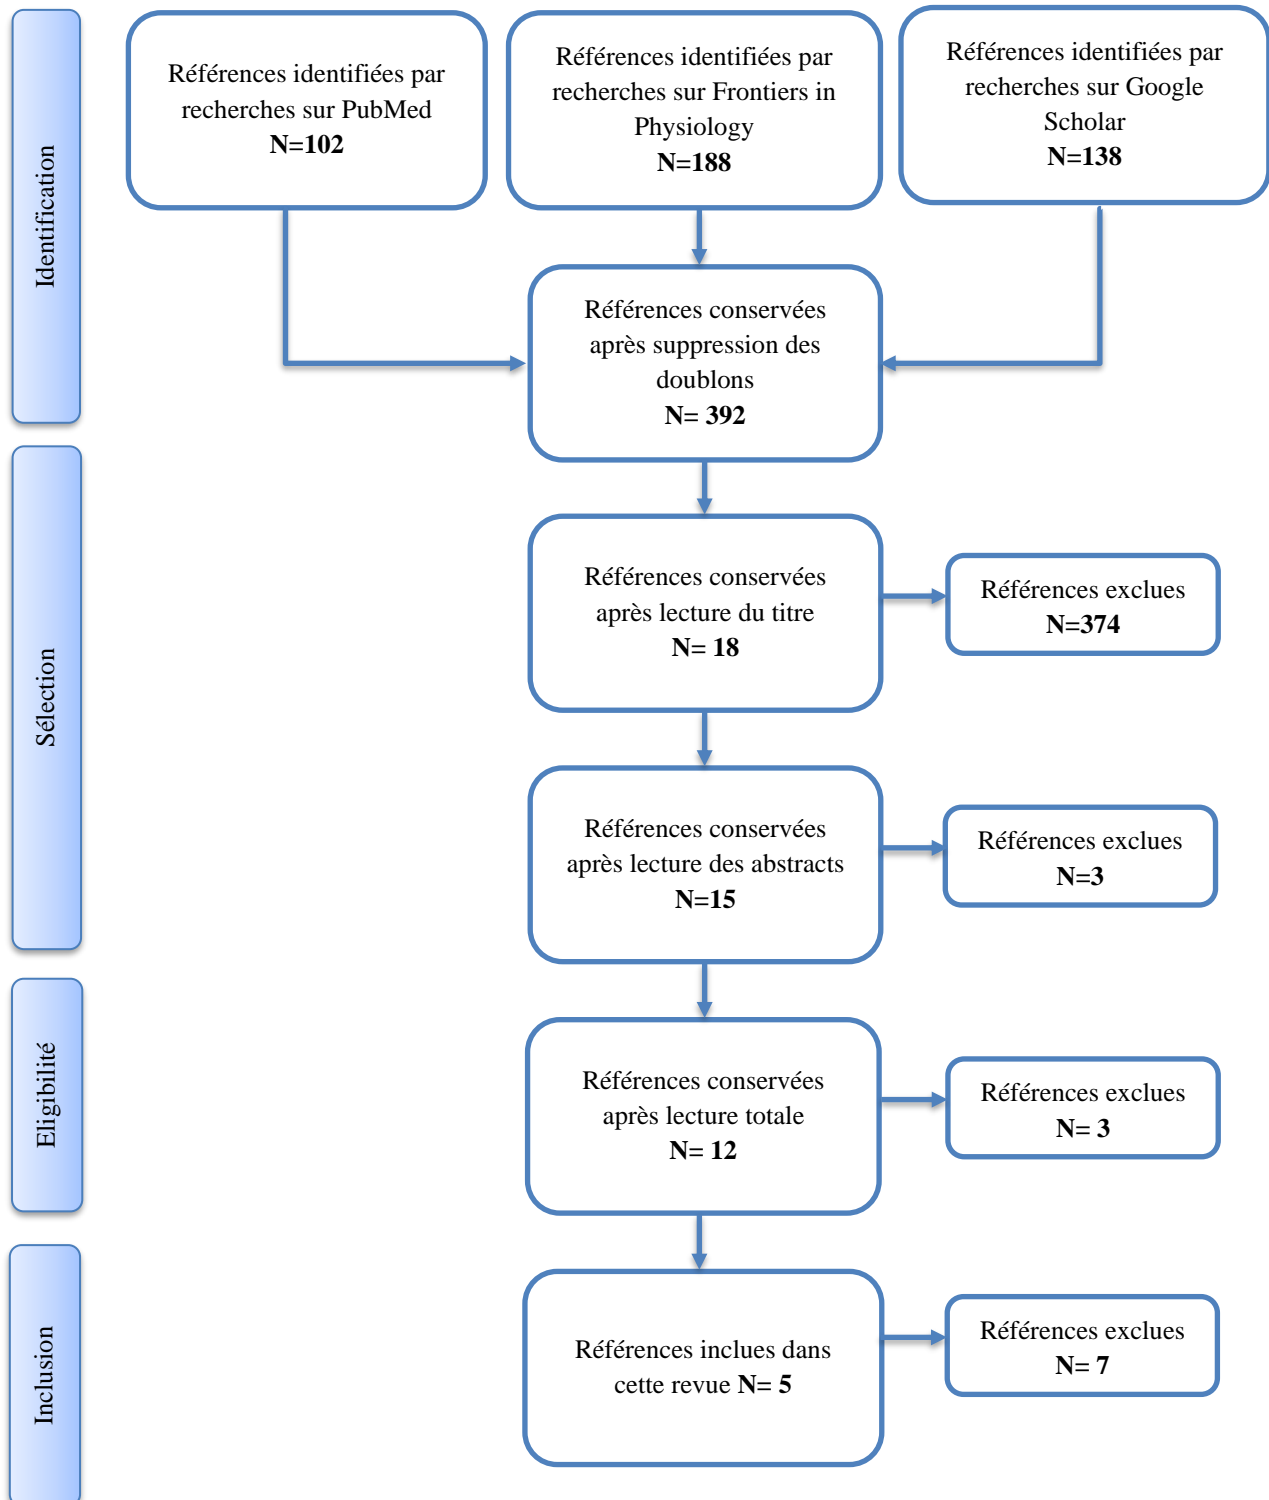 Identification
Références identifiées par
recherches sur PubMed
N=102
Références identifiées par
recherches sur Frontiers in
Physiology
N=188
Références identifiées par
recherches sur Google
Scholar
N=138
Références conservées
après suppression des
doublons
N= 392
Sélection
Références conservées
après lecture du titre
N= 18
Références exclues
N=374
Références conservées
après lecture des abstracts
N=15
Références exclues
N=3
Eligibilité
Références conservées
après lecture totale
N= 12
Références exclues
N= 3
Inclusion
Références inclues dans
cette revue N= 5
Références exclues
N= 7